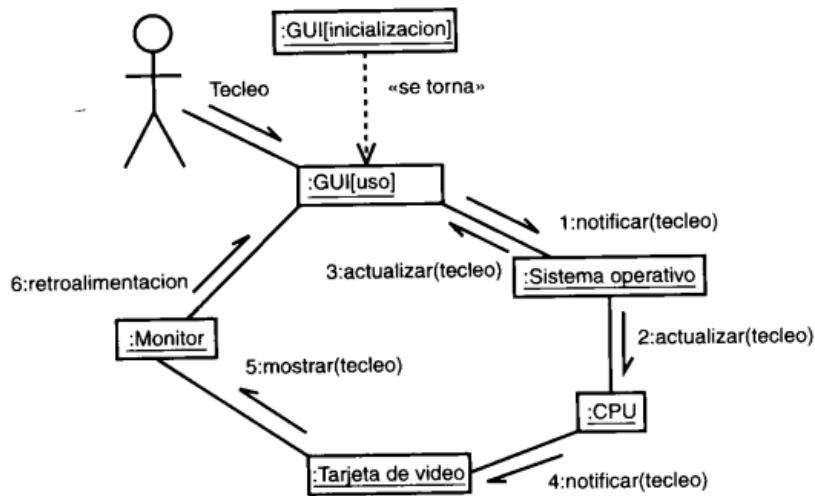 :GUI[inicializacion]
Tecleo
«se torna»
:GUI[uso]
1:notificar(tecleo)
3:actualizar(tecleo)
:Sistema operativo
6:retroalimentacion
:Monitor
5:mostrar(tecleo)
2:actualizar(tecleo)
:CPU
:Tarjeta de video
4:notificar(tecleo)